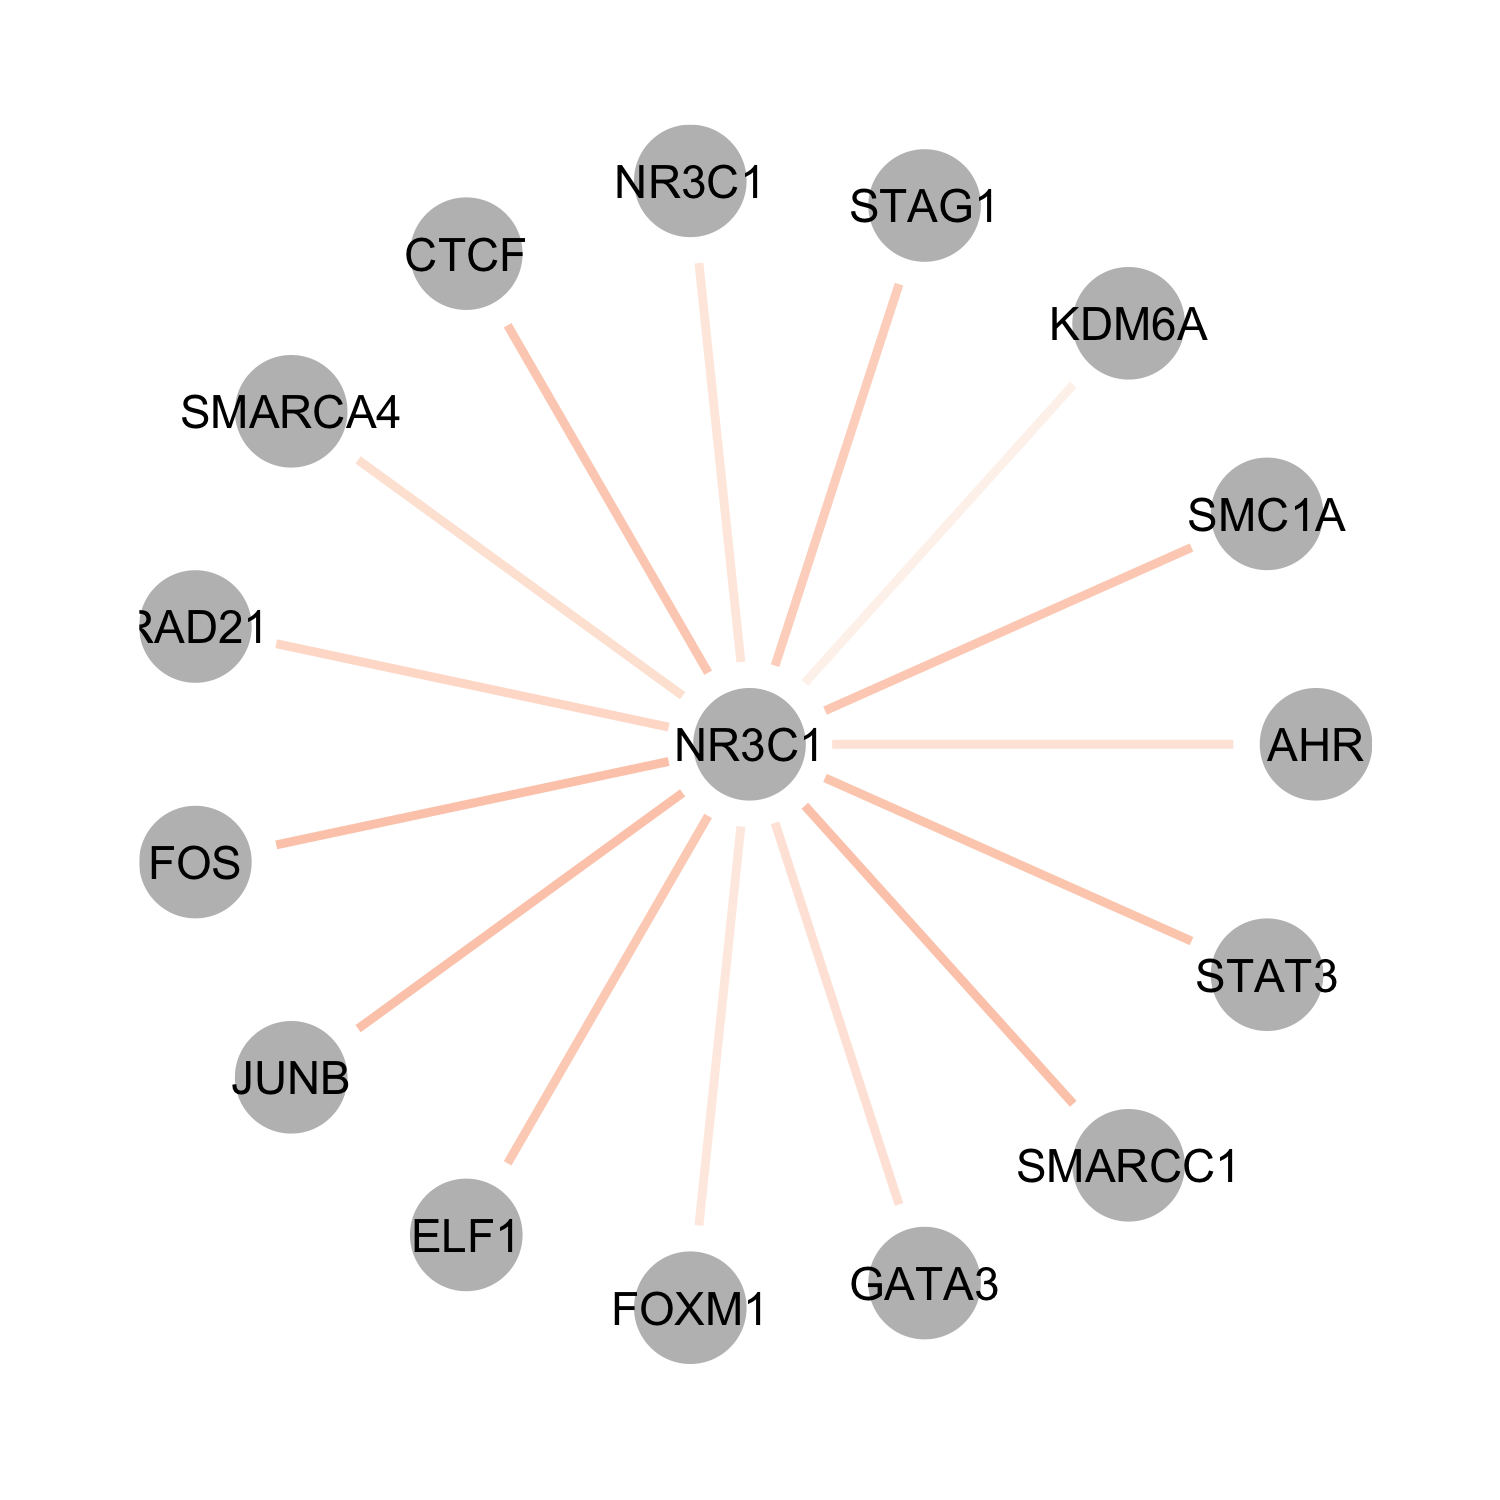 NR3C1
STAG1
CTCF
KDM6A
SMARCA4
SMC1A
RAD21
NR3C1
AHR
FOS
STAT3
JUNB
SMARCC1
ELF1
GATA3
FOXM1